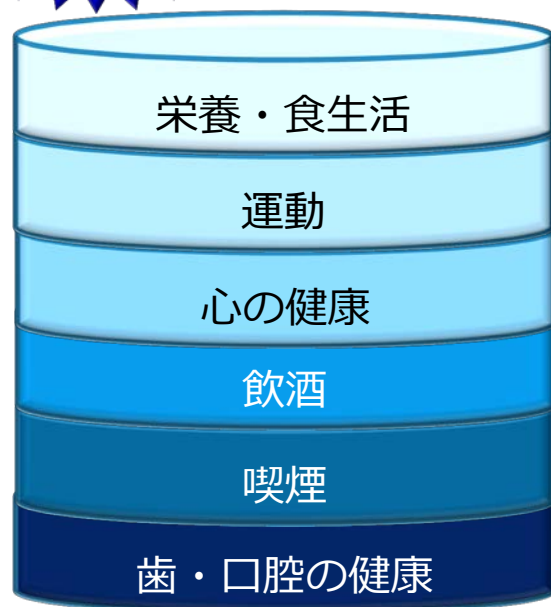 栄養・食生活
運動
心の健康
飲酒
喫煙
歯・口腔の健康